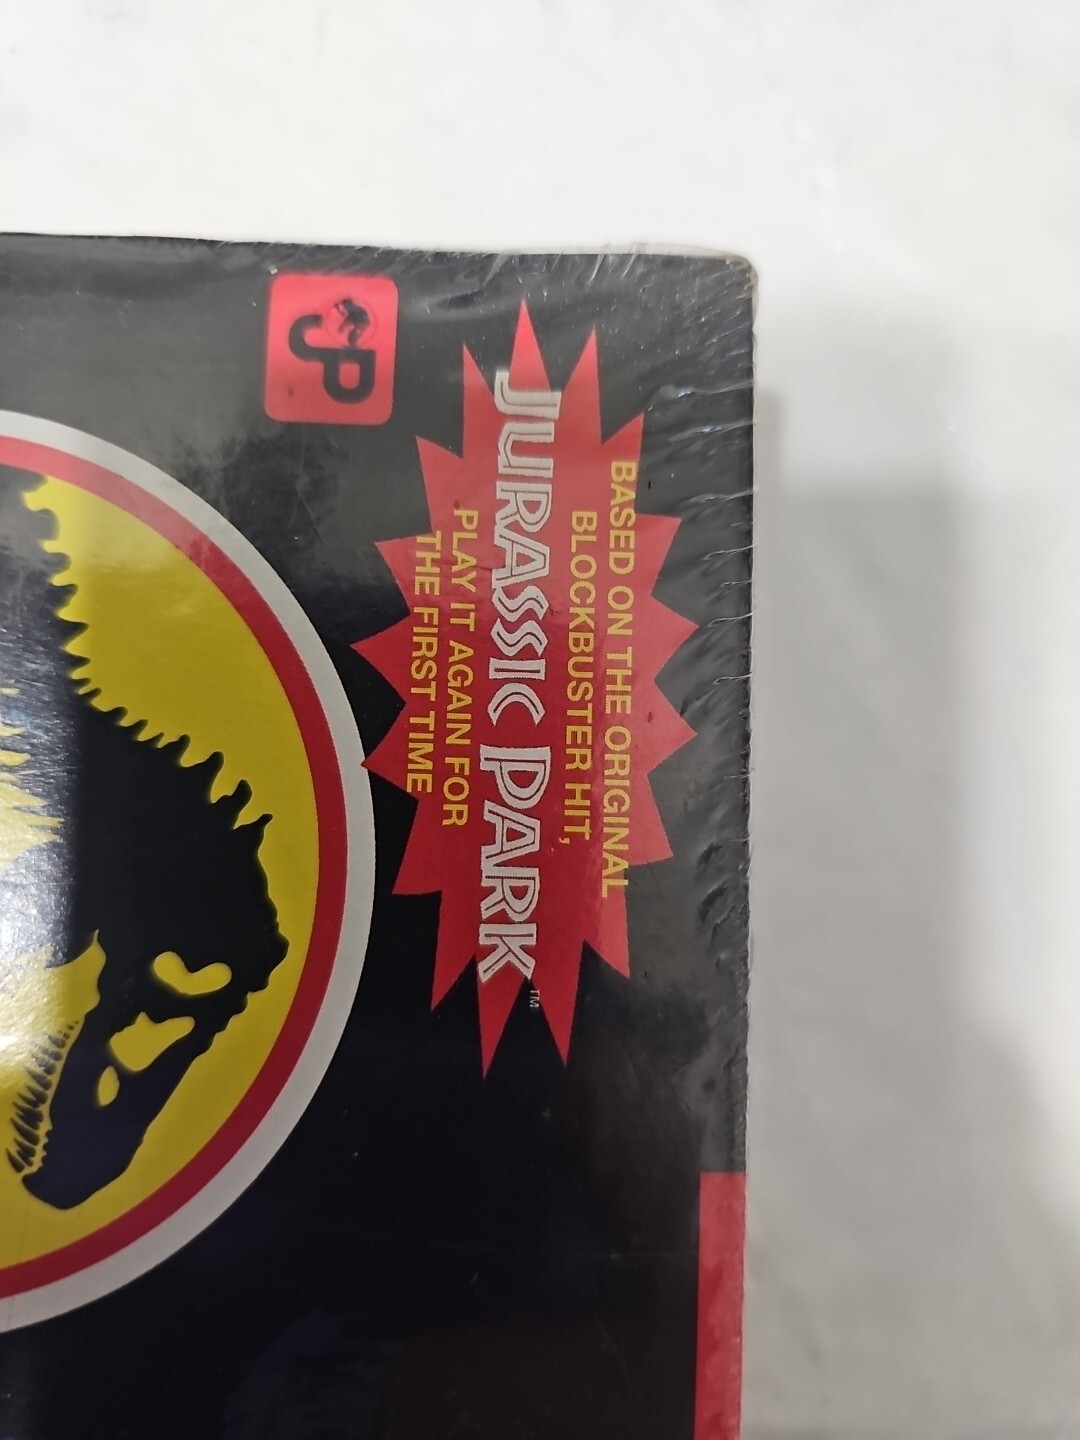 JP
BASED ON THE ORIGINAL
BLOCKBUSTER HIT,
JURASSIC PARK™
PLAY IT AGAIN FOR
THE FIRST TIME